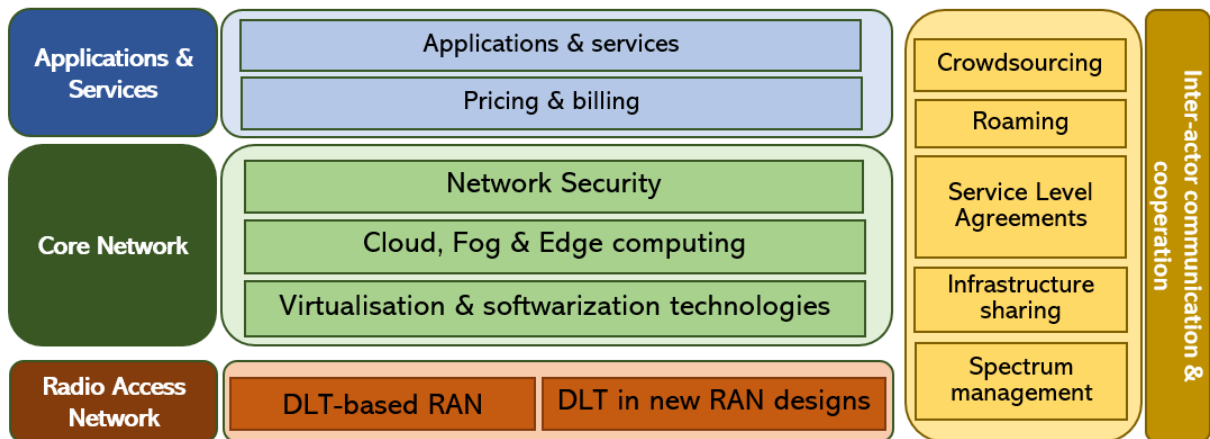 Applications &
Services
Applications & services
Pricing & billing
Core Network
Network Security
Cloud, Fog & Edge computing
Virtualisation & softwarization technologies
Radio Access
Network
DLT-based RAN
DLT in new RAN designs
Crowdsourcing
Roaming
Service Level
Agreements
Infrastructure
sharing
Spectrum
management
Inter-actor communication &
cooperation